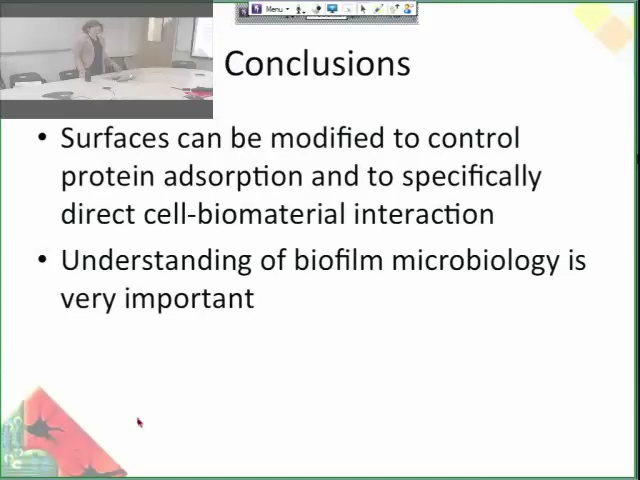 Menu
Conclusions
• Surfaces can be modified to control
protein adsorption and to specifically
direct cell-biomaterial interaction
• Understanding of biofilm microbiology is
very important